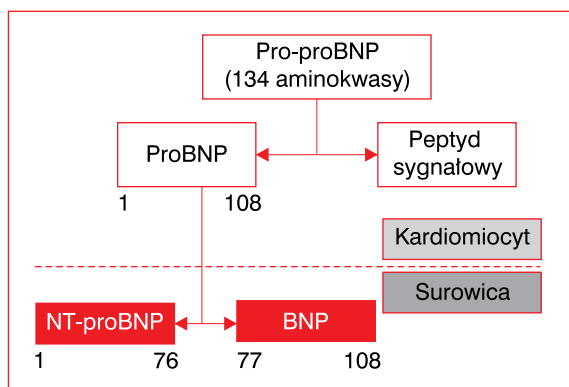 Pro-proBNP
(134 aminokwasy)
ProBNP
Peptyd
sygnałowy
1 108
Kardiomiocyt
Surowica
NT-proBNP
BNP
1 76 77 108